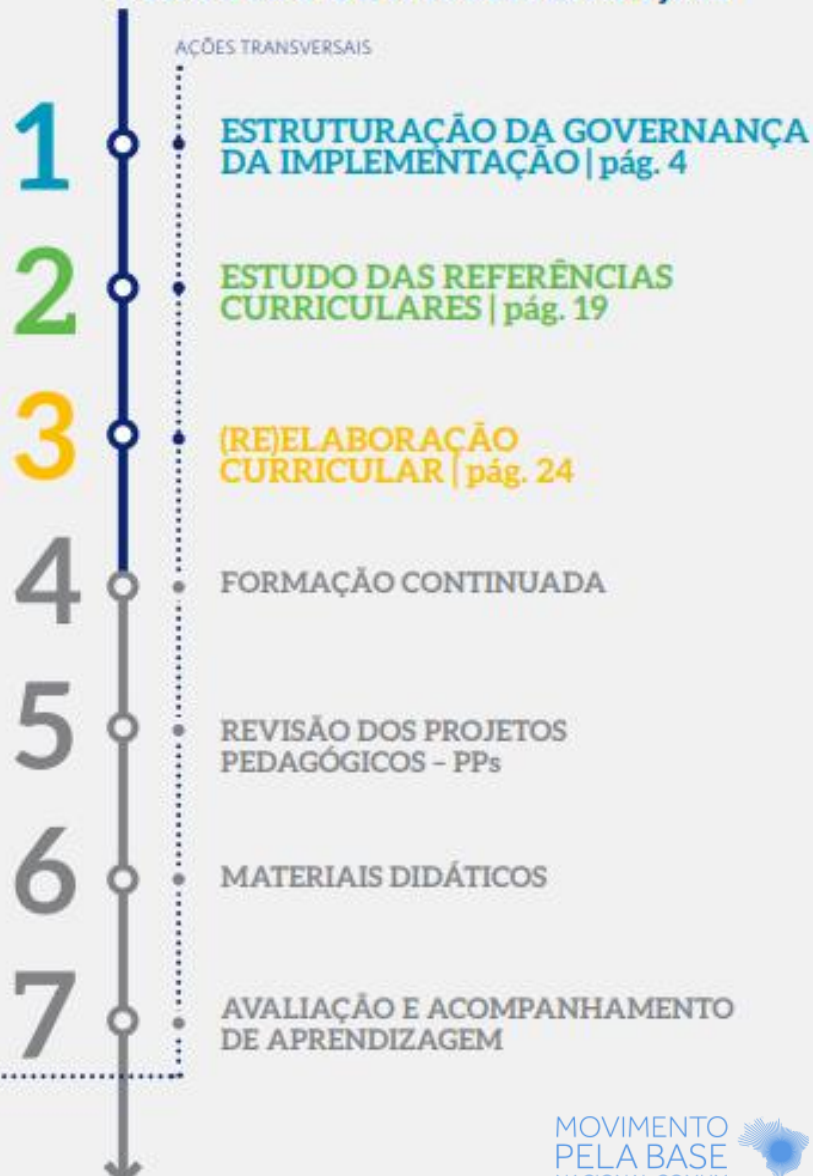 AÇÕES TRANSVERSAIS
1
ESTRUTURAÇÃO DA GOVERNANÇA
DA IMPLEMENTAÇÃO | pág. 4
2
ESTUDO DAS REFERÊNCIAS
CURRICULARES | pág. 19
3
(RE)ELABORAÇÃO
CURRICULAR | pág. 24
4
FORMAÇÃO CONTINUADA
5
REVISÃO DOS PROJETOS
PEDAGÓGICOS – PPs
6
MATERIAIS DIDÁTICOS
7
AVALIAÇÃO E ACOMPANHAMENTO
DE APRENDIZAGEM
MOVIMENTO
PELA BASE